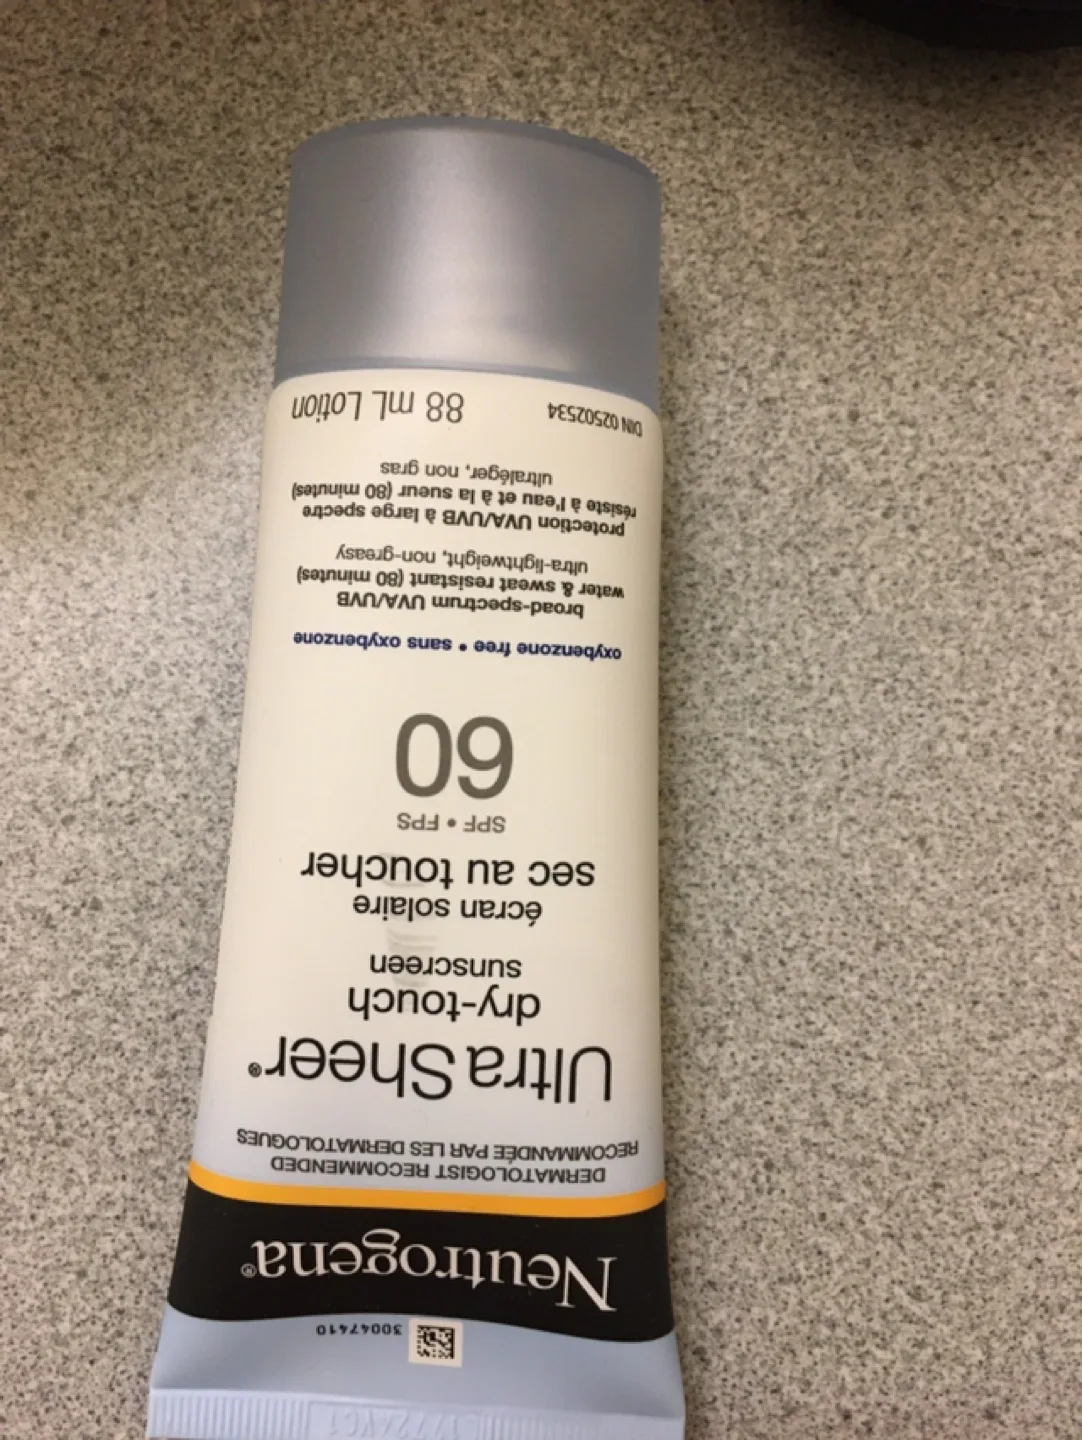 30047410
Neutrogena®
DERMATOLOGIST RECOMMENDED
RECOMMANDÉE PAR LES DERMATOLOGUES
Ultra Sheer®
dry-touch
sunscreen
écran solaire
sec au toucher
SPF • FPS
60
oxybenzone free • sans oxybenzone
broad-spectrum UVA/UVB
water & sweat resistant (80 minutes)
ultra-lightweight, non-greasy
protection UVA/UVB à large spectre
résiste à l'eau et à la sueur (80 minutes)
ultraléger, non gras
DIN 02502534 88 mL Lotion